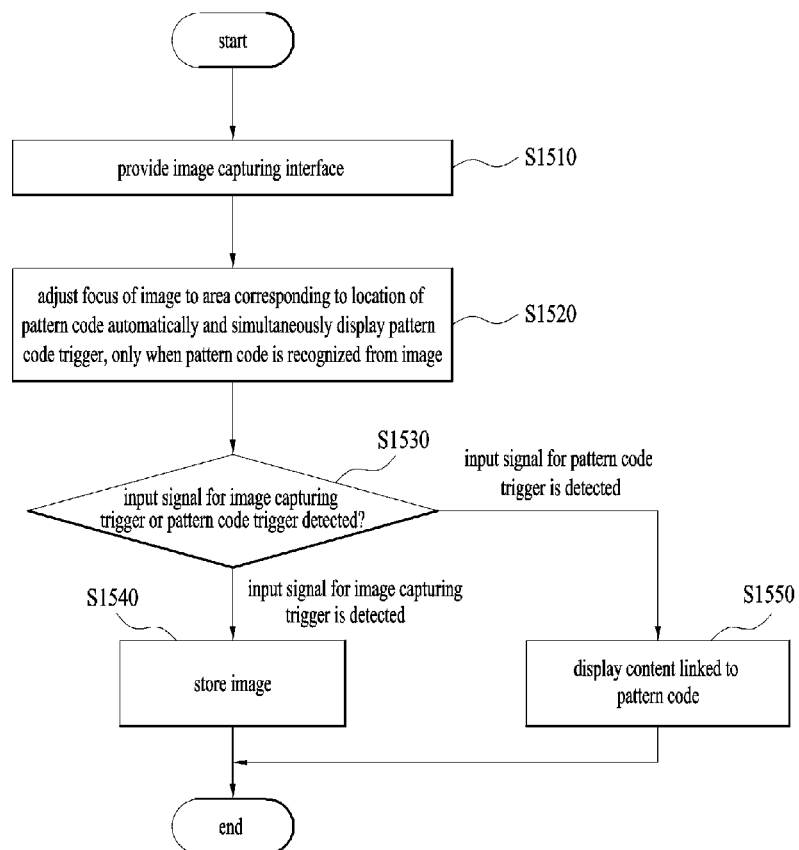 start
provide image capturing interface
S1510
adjust focus of image to area corresponding to location of
pattern code automatically and simultaneously display pattern
code trigger, only when pattern code is recognized from image
S1520
S1530
input signal for image capturing
trigger or pattern code trigger detected?
input signal for pattern code
trigger is detected
input signal for image capturing
trigger is detected
S1540
store image
S1550
display content linked to
pattern code
end